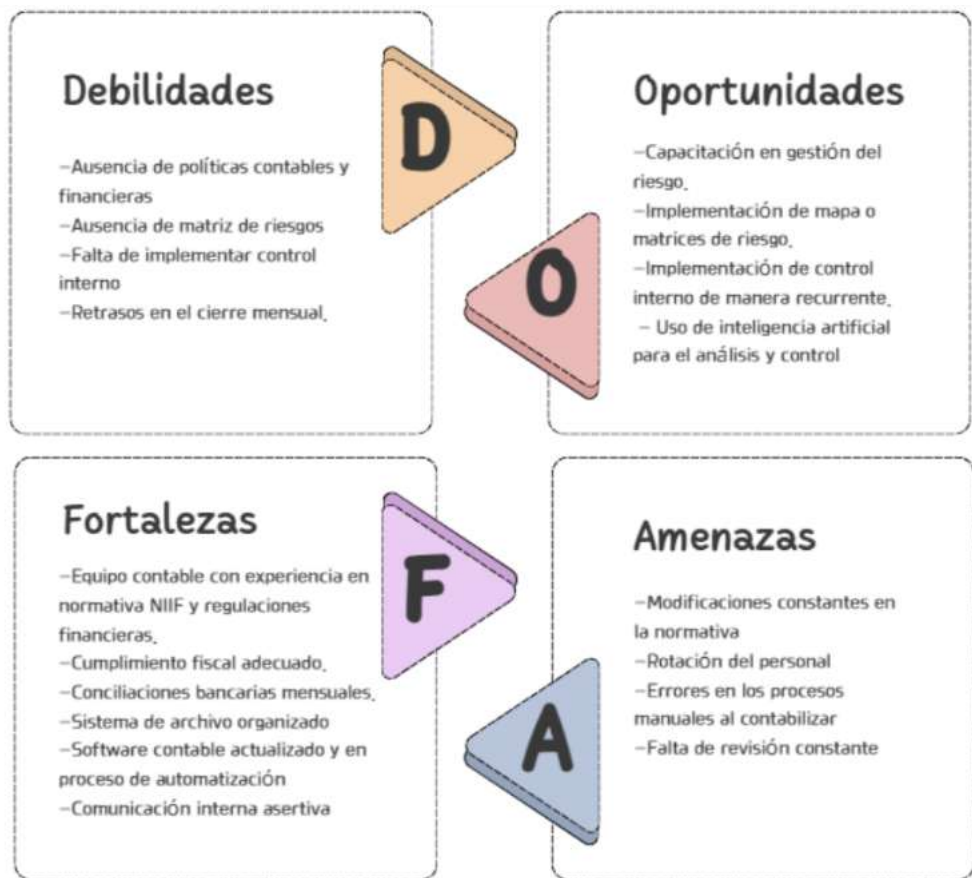 Debilidades
-Ausencia de políticas contables y
financieras
-Ausencia de matriz de riesgos
-Falta de implementar control
interno
-Retrasos en el cierre mensual.
D
Oportunidades
-Capacitación en gestión del
riesgo.
-Implementación de mapa o
matrices de riesgo.
-Implementación de control
interno de manera recurrente.
- Uso de inteligencia artificial
para el análisis y control
O
Fortalezas
-Equipo contable con experiencia en
normativa NIIF y regulaciones
financieras.
-Cumplimiento fiscal adecuado.
-Conciliaciones bancarias mensuales.
-Sistema de archivo organizado
-Software contable actualizado y en
proceso de automatización
-Comunicación interna asertiva
F
Amenazas
-Modificaciones constantes en
la normativa
-Rotación del personal
-Errores en los procesos
manuales al contabilizar
-Falta de revisión constante
A